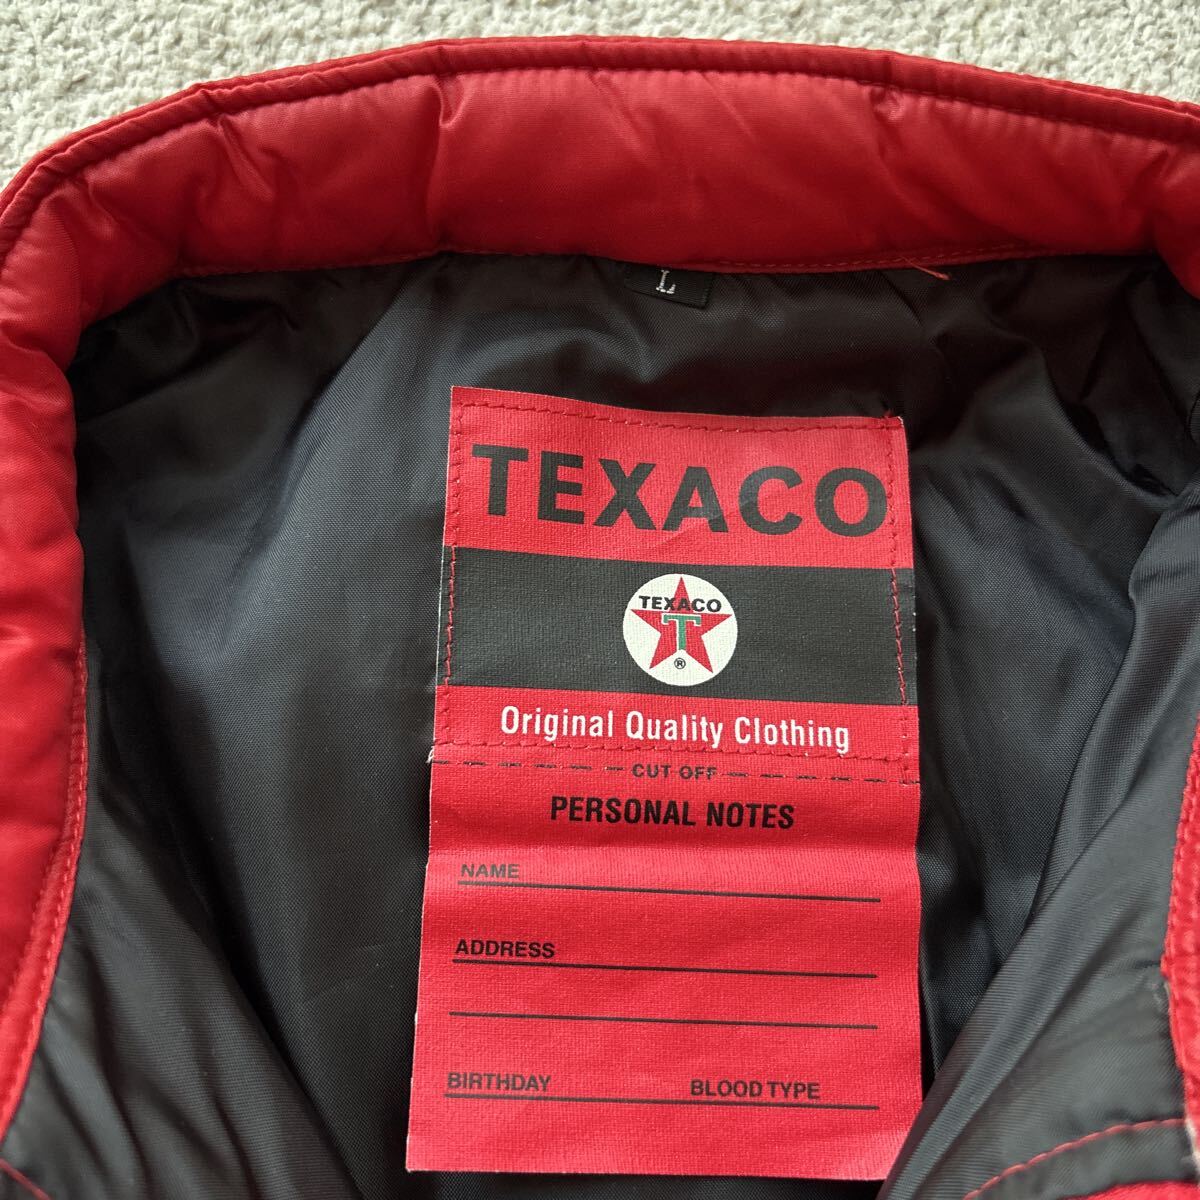 L
TEXACO
TEXACO
T
®
Original Quality Clothing
CUT OFF
PERSONAL NOTES
NAME
ADDRESS
BIRTHDAY BLOOD TYPE